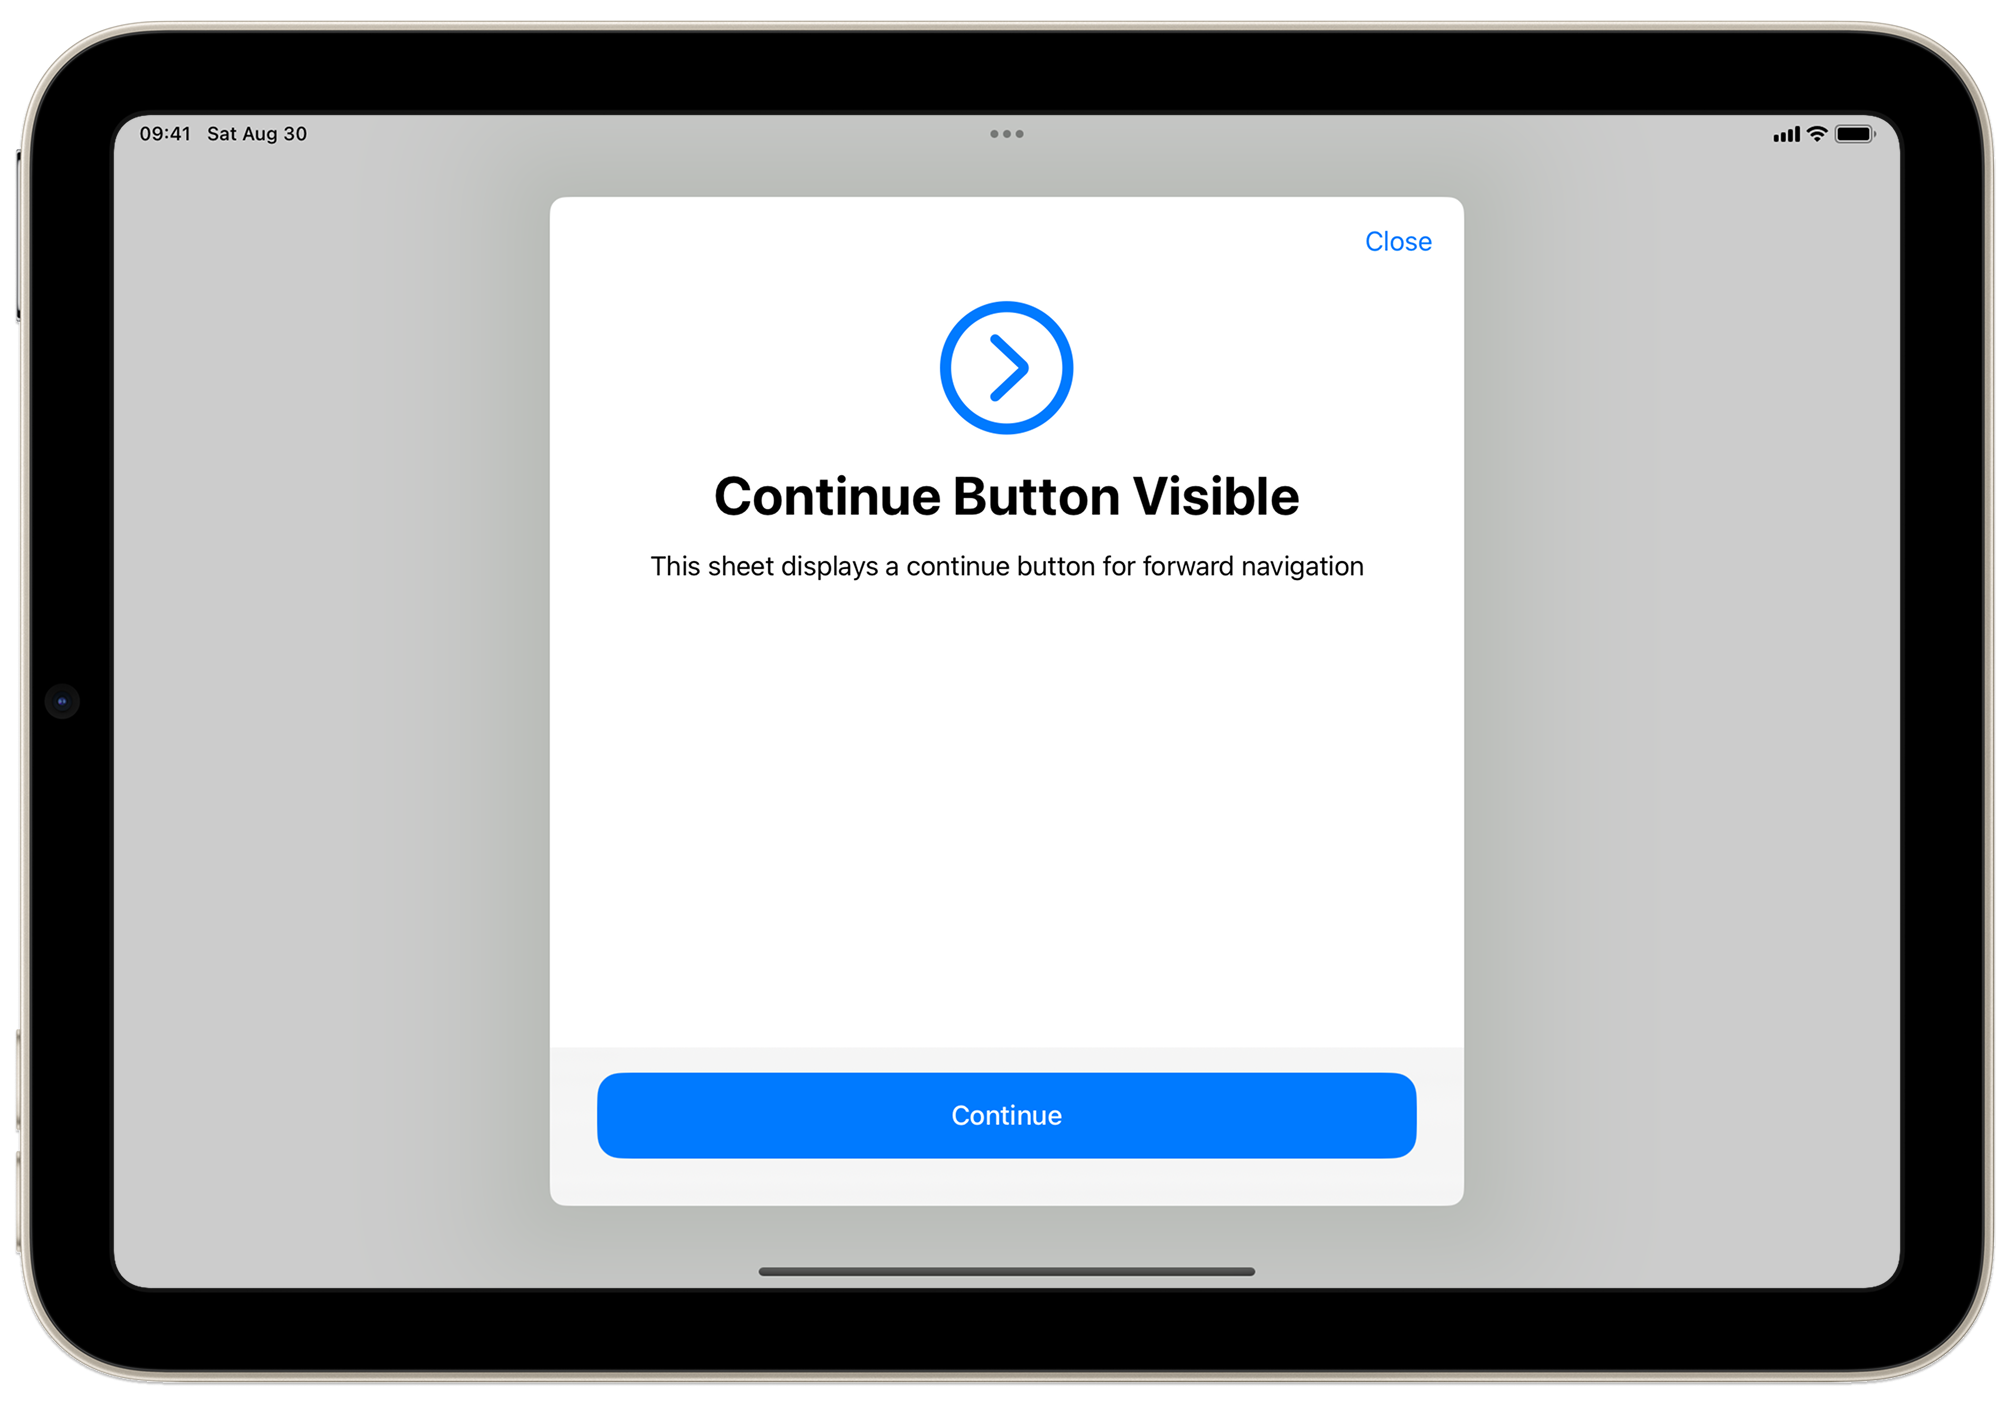 09:41 Sat Aug 30
Close
Continue Button Visible
This sheet displays a continue button for forward navigation
Continue